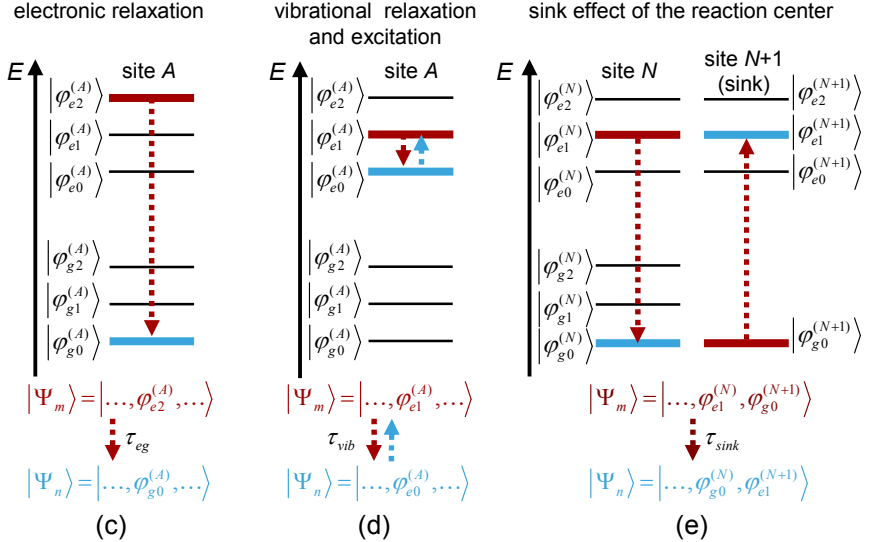 electronic relaxation
E
site A
|φ_{e2}^{(A)}⟩
|φ_{e1}^{(A)}⟩
|φ_{e0}^{(A)}⟩
|φ_{g2}^{(A)}⟩
|φ_{g1}^{(A)}⟩
|φ_{g0}^{(A)}⟩
|Ψ_m⟩=|…,φ_{e2}^{(A)},…⟩
τ_{eg}
|Ψ_n⟩=|…,φ_{g0}^{(A)},…⟩
(c)
vibrational relaxation
and excitation
E
site A
|φ_{e2}^{(A)}⟩
|φ_{e1}^{(A)}⟩
|φ_{e0}^{(A)}⟩
|φ_{g2}^{(A)}⟩
|φ_{g1}^{(A)}⟩
|φ_{g0}^{(A)}⟩
|Ψ_m⟩=|…,φ_{e1}^{(A)},…⟩
τ_{vib}
|Ψ_n⟩=|…,φ_{e0}^{(A)},…⟩
(d)
sink effect of the reaction center
E
site N
site N+1
(sink)
|φ_{e2}^{(N)}⟩
|φ_{e2}^{(N+1)}⟩
|φ_{e1}^{(N)}⟩
|φ_{e1}^{(N+1)}⟩
|φ_{e0}^{(N)}⟩
|φ_{e0}^{(N+1)}⟩
|φ_{g2}^{(N)}⟩
|φ_{g1}^{(N)}⟩
|φ_{g0}^{(N)}⟩
|φ_{g0}^{(N+1)}⟩
|Ψ_m⟩=|…,φ_{e1}^{(N)},φ_{g0}^{(N+1)}⟩
τ_{sink}
|Ψ_n⟩=|…,φ_{g0}^{(N)},φ_{e1}^{(N+1)}⟩
(e)